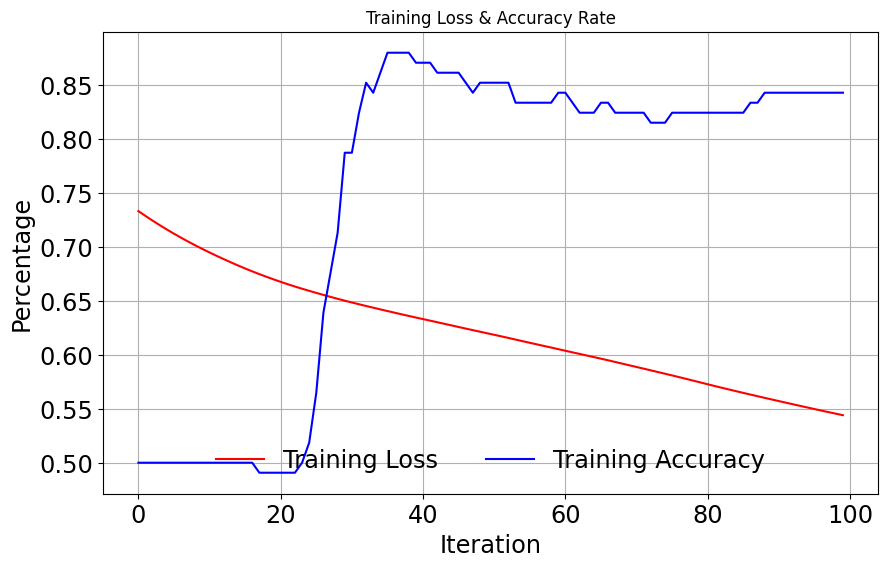 Training Loss & Accuracy Rate
Percentage
0.85
0.80
0.75
0.70
0.65
0.60
0.55
0.50
Training Loss
Training Accuracy
0 20 40 60 80 100
Iteration